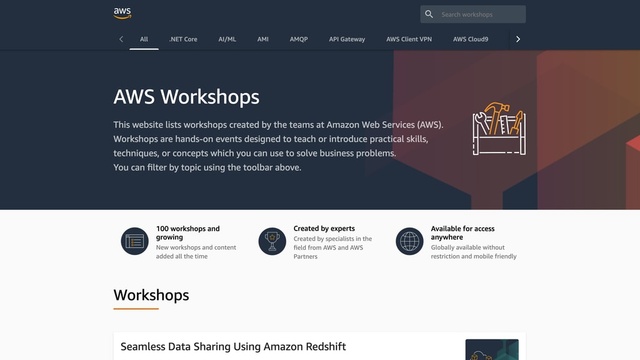 aws
Search workshops
All .NET Core AI/ML AMI AMQP API Gateway AWS Client VPN AWS Cloud9
AWS Workshops
This website lists workshops created by the teams at Amazon Web Services (AWS).
Workshops are hands-on events designed to teach or introduce practical skills,
techniques, or concepts which you can use to solve business problems.
You can filter by topic using the toolbar above.
100 workshops and
growing
New workshops and content
added all the time
Created by experts
Created by specialists in the
field from AWS and AWS
Partners
Available for access
anywhere
Globally available without
restriction and mobile friendly
Workshops
Seamless Data Sharing Using Amazon Redshift